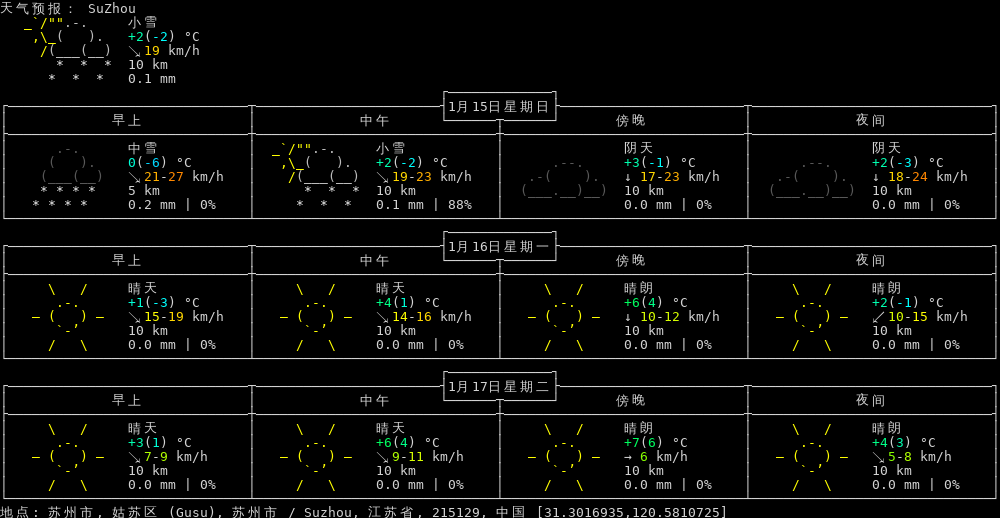 天气预报： SuZhou
小雪
+2(-2) °C
↘ 19 km/h
10 km
0.1 mm
1月15日星期日
早上 中午 傍晚 夜间
中雪 小雪 阴天 阴天
0(-6) °C +2(-2) °C +3(-1) °C +2(-3) °C
↘ 21-27 km/h ↘ 19-23 km/h ↓ 17-23 km/h ↓ 18-24 km/h
5 km 10 km 10 km 10 km
0.2 mm | 0% 0.1 mm | 88% 0.0 mm | 0% 0.0 mm | 0%
1月16日星期一
早上 中午 傍晚 夜间
晴天 晴天 晴朗 晴朗
+1(-3) °C +4(1) °C +6(4) °C +2(-1) °C
↘ 15-19 km/h ↘ 14-16 km/h ↓ 10-12 km/h ↙ 10-15 km/h
10 km 10 km 10 km 10 km
0.0 mm | 0% 0.0 mm | 0% 0.0 mm | 0% 0.0 mm | 0%
1月17日星期二
早上 中午 傍晚 夜间
晴天 晴天 晴朗 晴朗
+3(1) °C +6(4) °C +7(6) °C +4(3) °C
↘ 7-9 km/h ↘ 9-11 km/h → 6 km/h ↘ 5-8 km/h
10 km 10 km 10 km 10 km
0.0 mm | 0% 0.0 mm | 0% 0.0 mm | 0% 0.0 mm | 0%
地点: 苏州市, 姑苏区 (Gusu), 苏州市 / Suzhou, 江苏省, 215129, 中国 [31.3016935,120.5810725]